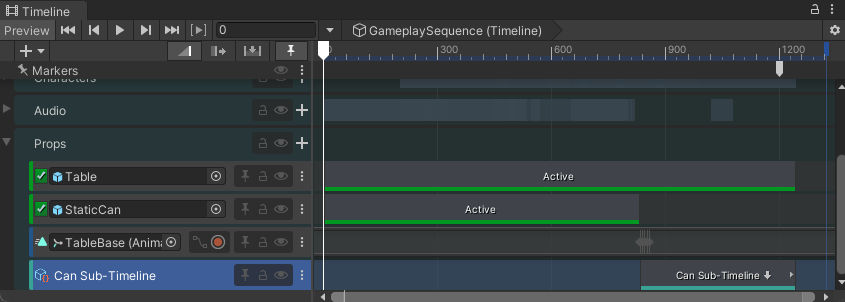 Timeline
Preview
0
GameplaySequence (Timeline)
300
600
900
1200
Markers
Characters
Audio
Props
Table
Active
StaticCan
Active
TableBase (Anima
Can Sub-Timeline
Can Sub-Timeline